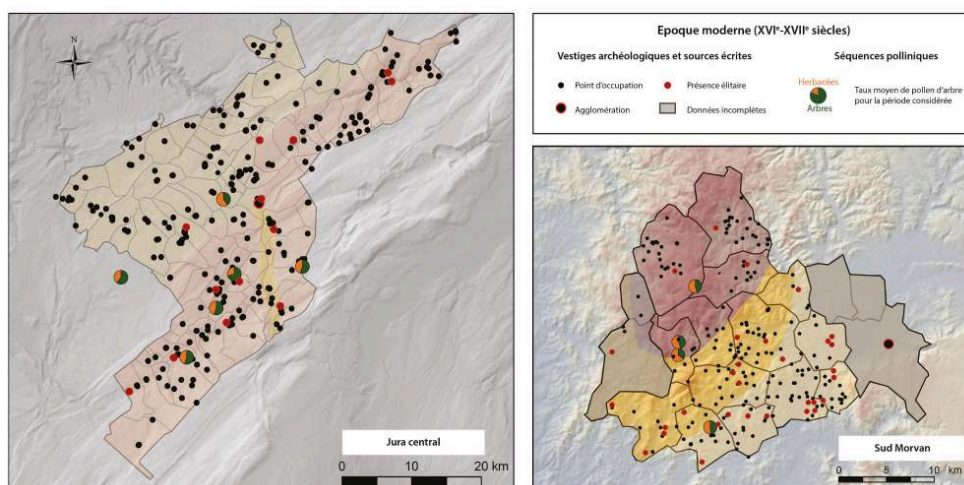 N
Jura central
0 10 20 km
Epoque moderne (XVIᵉ-XVIIᵉ siècles)
Vestiges archéologiques et sources écrites
Séquences polliniques
Point d'occupation
Présence élitaire
Agglomération
Données incomplètes
Herbacées
Arbres
Taux moyen de pollen d'arbre
pour la période considérée
Sud Morvan
0 10 km